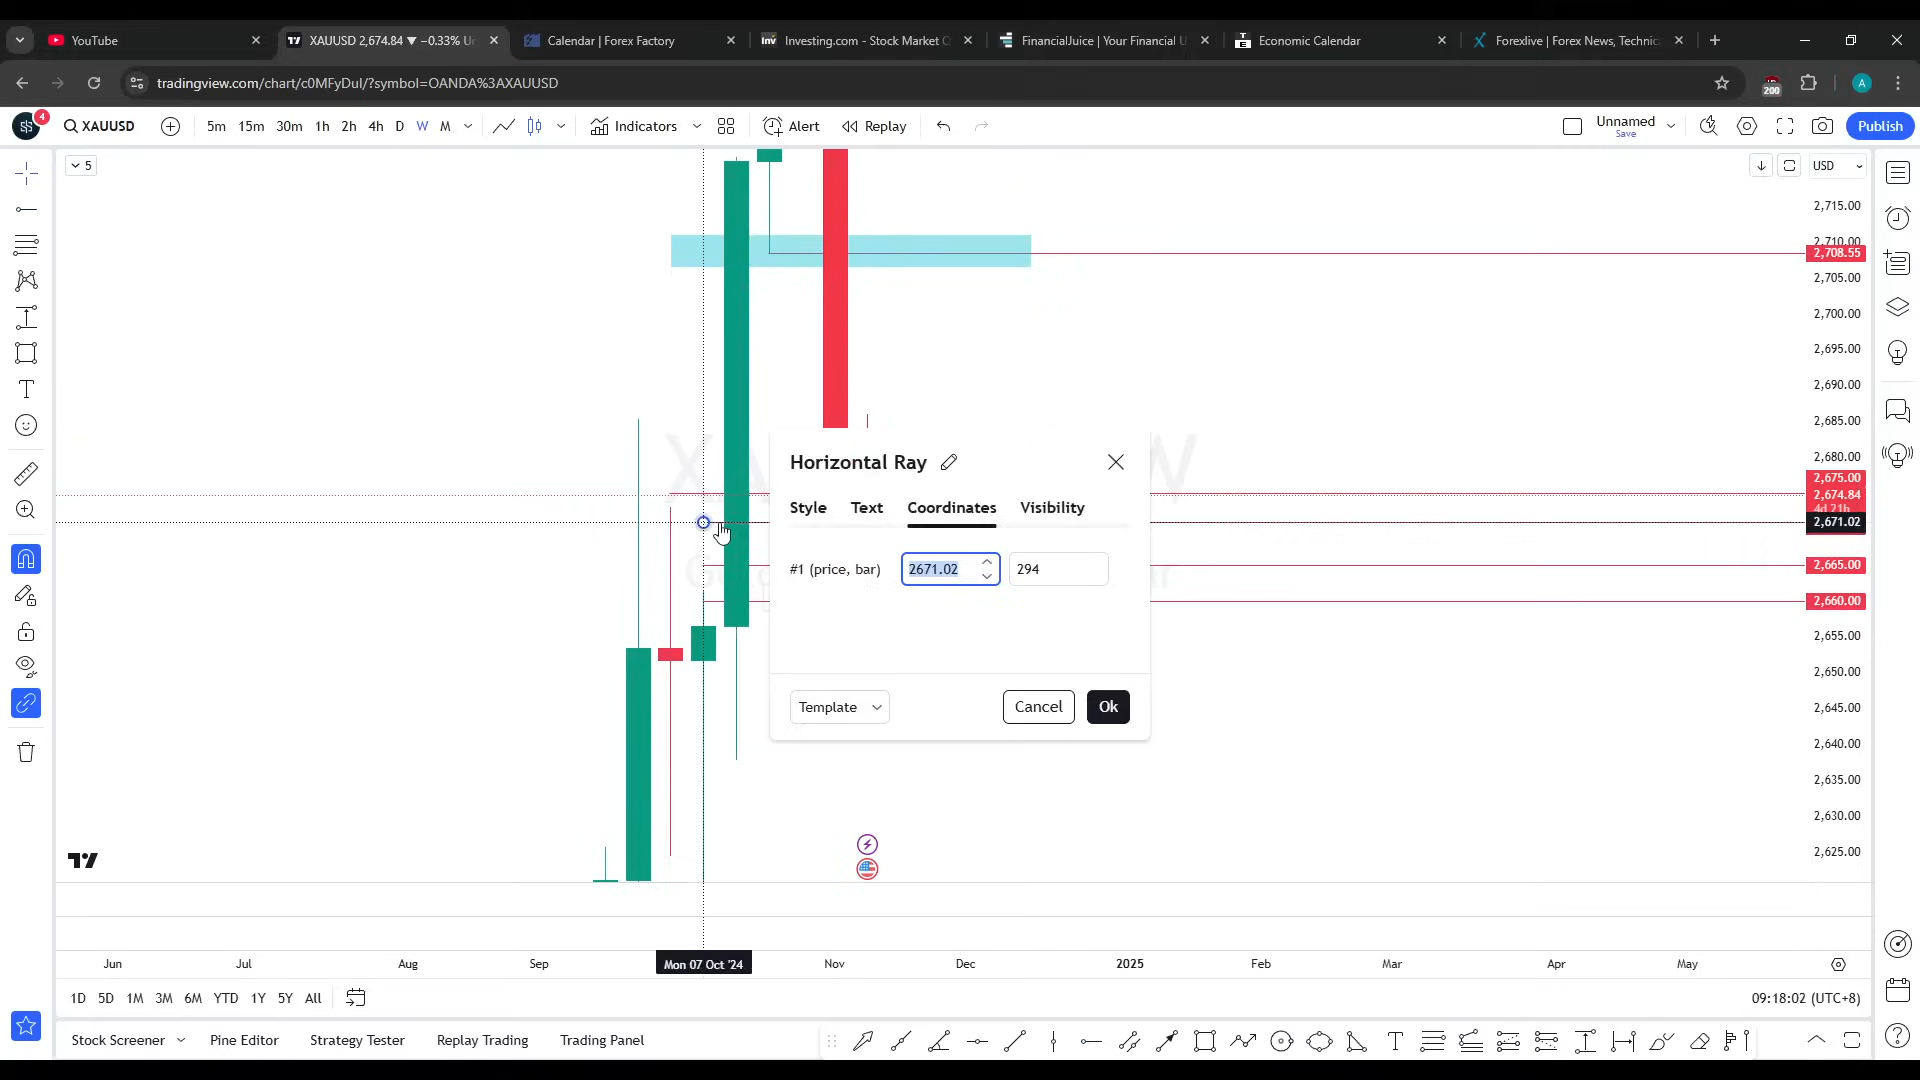 YouTube
XAUUSD 2,674.84 ▼ −0.33% Un
Calendar | Forex Factory
Investing.com - Stock Market Q
FinancialJuice | Your Financial
Economic Calendar
Forexlive | Forex News, Technic
tradingview.com/chart/c0MFyDul/?symbol=OANDA%3AXAUUSD
200
A
4
XAUUSD
5m 15m 30m 1h 2h 4h D W M
Indicators
Alert
Replay
Unnamed
Save
Publish
5
USD
2,715.00
2,710.00
2,708.55
2,705.00
2,700.00
2,695.00
2,690.00
2,685.00
2,680.00
2,675.00
2,674.84
4d 21h
2,671.02
2,665.00
2,660.00
2,655.00
2,650.00
2,645.00
2,640.00
2,635.00
2,630.00
2,625.00
Horizontal Ray
Style Text Coordinates Visibility
#1 (price, bar) 2671.02 294
Template
Cancel
Ok
Jun Jul Aug Sep Mon 07 Oct '24 Nov Dec 2025 Feb Mar Apr May
1D 5D 1M 3M 6M YTD 1Y 5Y All
09:18:02 (UTC+8)
Stock Screener Pine Editor Strategy Tester Replay Trading Trading Panel